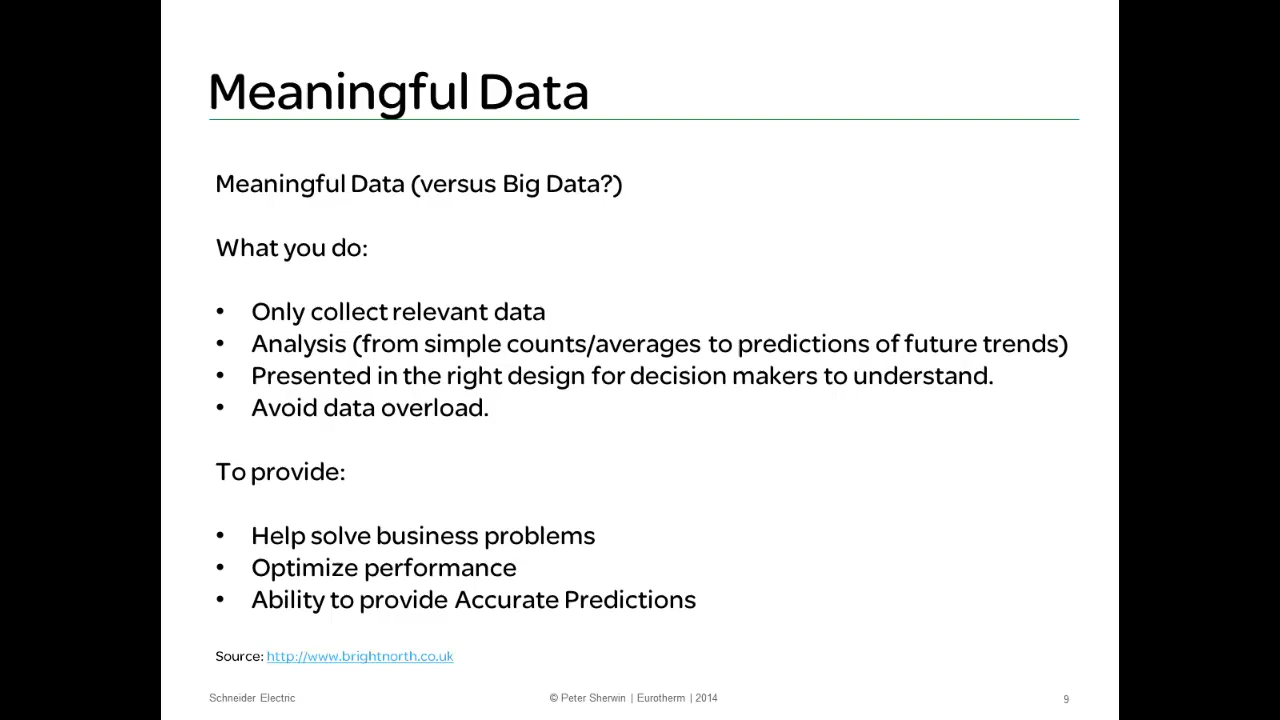 Meaningful Data
Meaningful Data (versus Big Data?)
What you do:
• Only collect relevant data
• Analysis (from simple counts/averages to predictions of future trends)
• Presented in the right design for decision makers to understand.
• Avoid data overload.
To provide:
• Help solve business problems
• Optimize performance
• Ability to provide Accurate Predictions
Source: http://www.brightnorth.co.uk
Schneider Electric © Peter Sherwin | Eurotherm | 2014 9